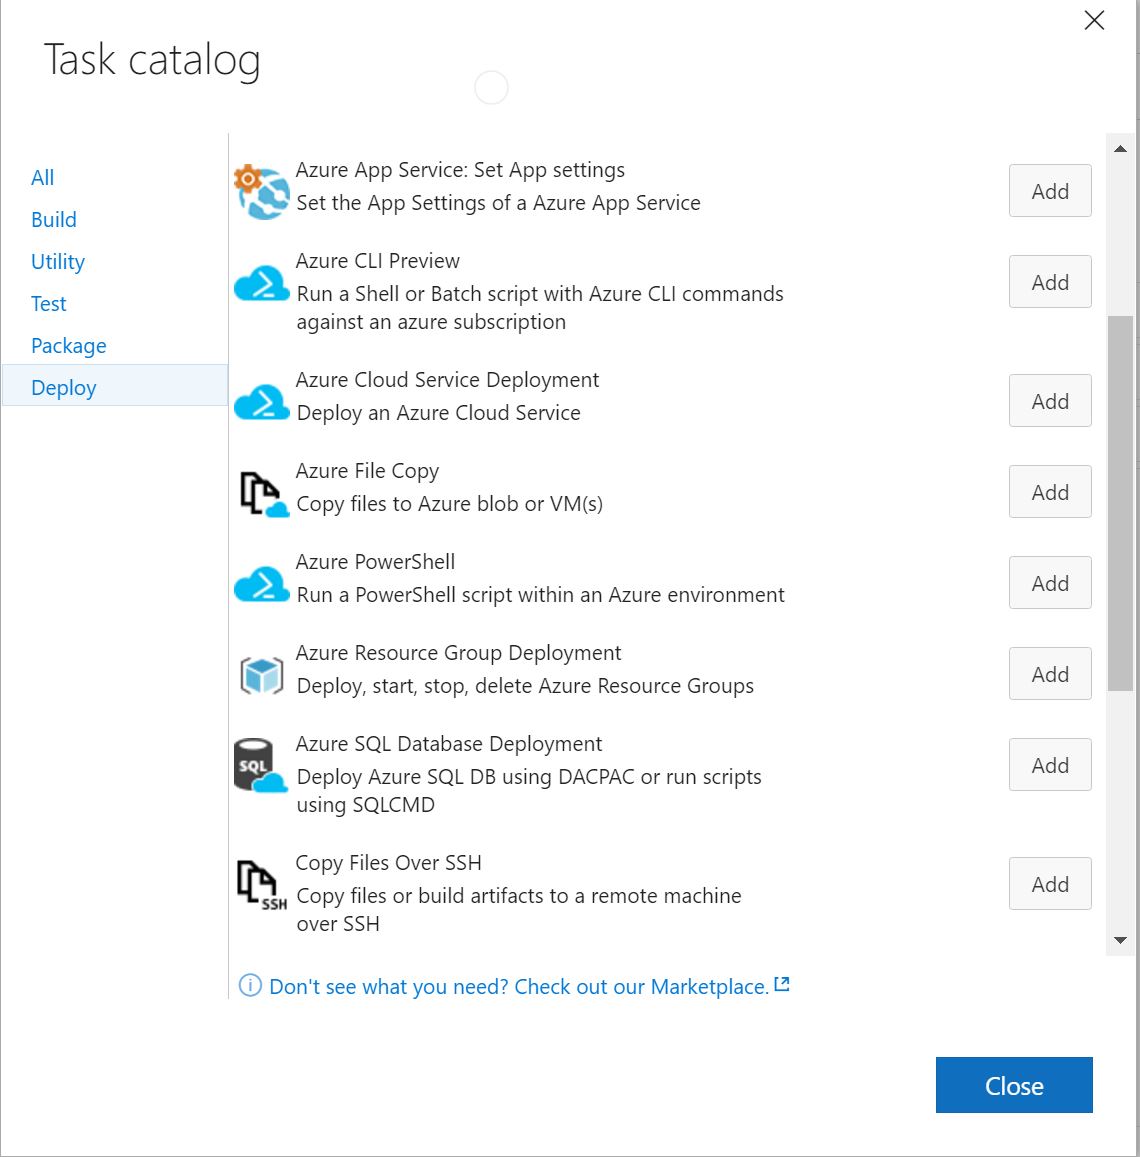 Task catalog
All
Build
Utility
Test
Package
Deploy
Azure App Service: Set App settings
Set the App Settings of a Azure App Service
Add
Azure CLI Preview
Run a Shell or Batch script with Azure CLI commands
against an azure subscription
Add
Azure Cloud Service Deployment
Deploy an Azure Cloud Service
Add
Azure File Copy
Copy files to Azure blob or VM(s)
Add
Azure PowerShell
Run a PowerShell script within an Azure environment
Add
Azure Resource Group Deployment
Deploy, start, stop, delete Azure Resource Groups
Add
SQL
Azure SQL Database Deployment
Deploy Azure SQL DB using DACPAC or run scripts
using SQLCMD
Add
SSH
Copy Files Over SSH
Copy files or build artifacts to a remote machine
over SSH
Add
Don't see what you need? Check out our Marketplace.
Close